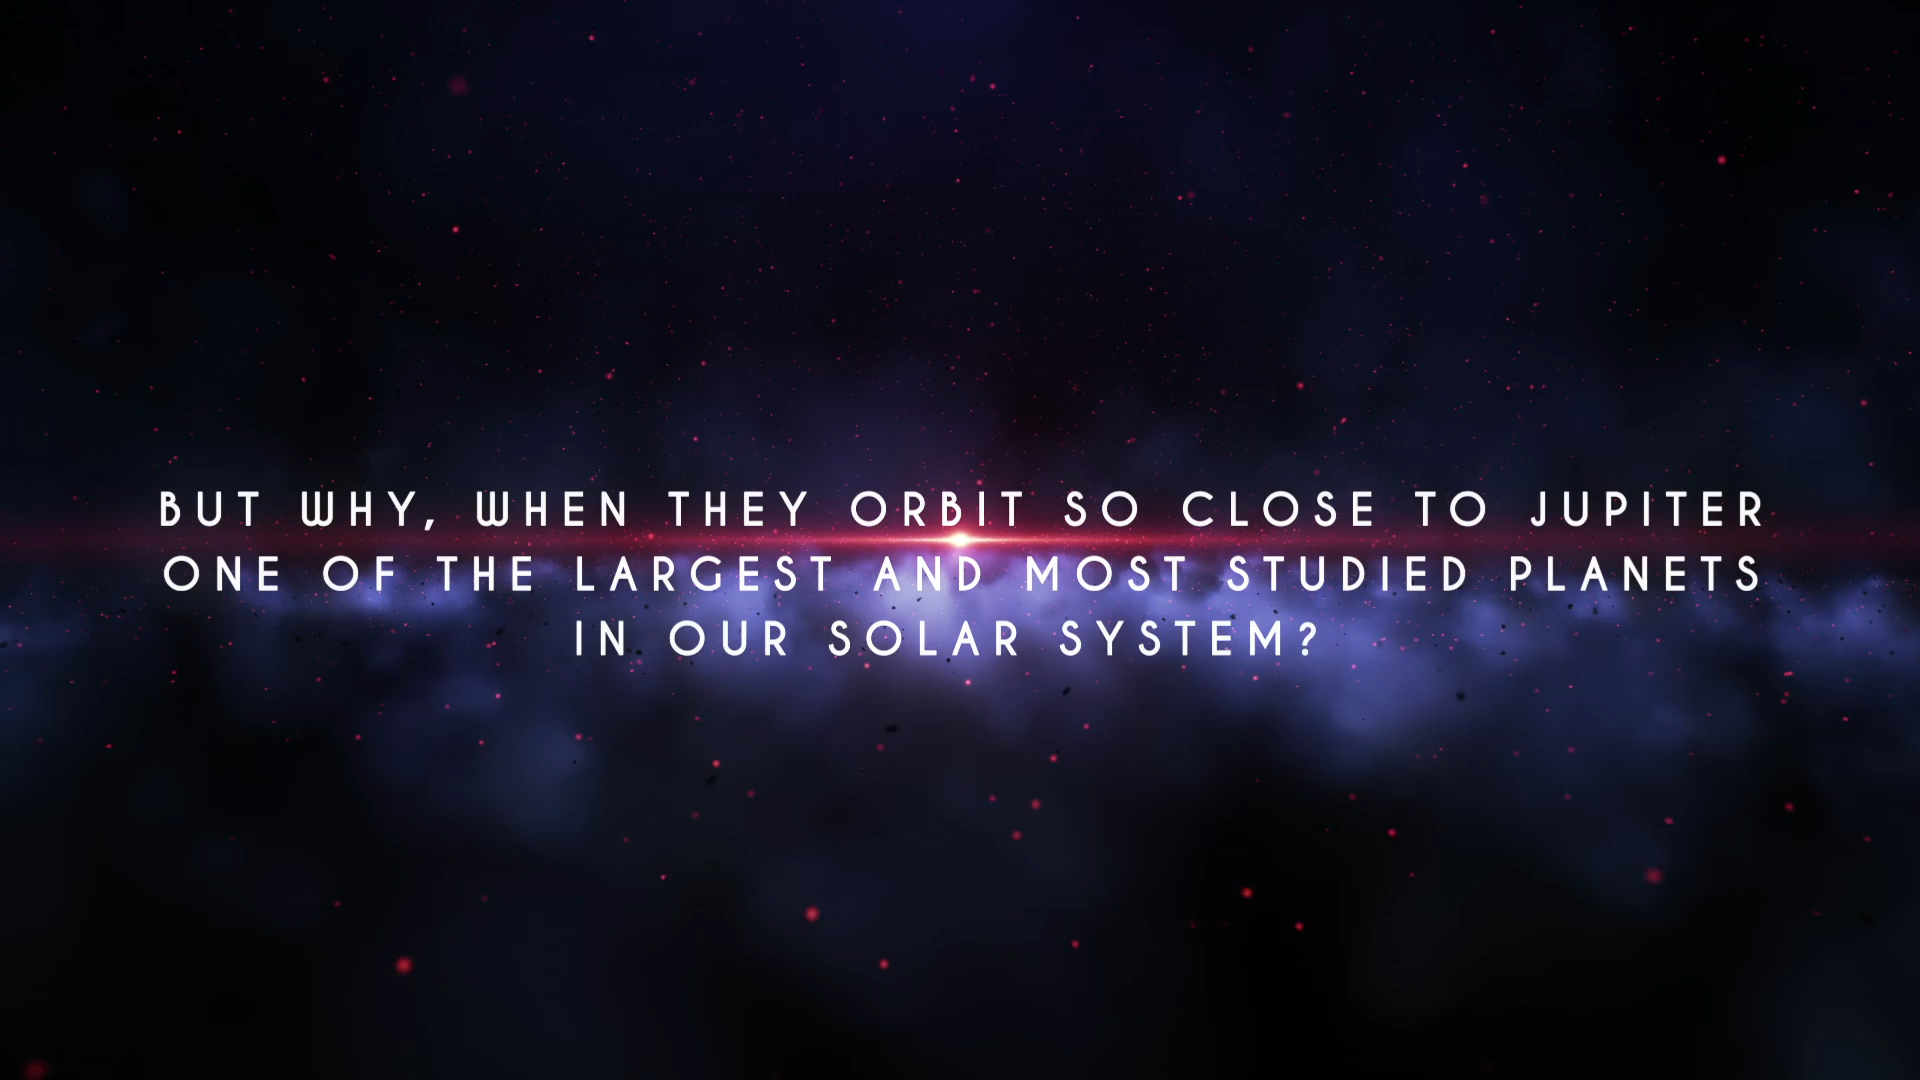 BUT WHY, WHEN THEY ORBIT SO CLOSE TO JUPITER
ONE OF THE LARGEST AND MOST STUDIED PLANETS
IN OUR SOLAR SYSTEM?